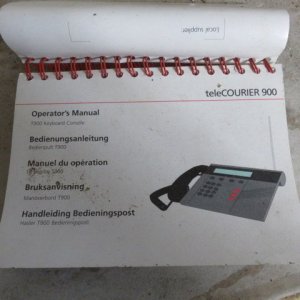 Local supplier:
teleCOURIER 900
Operator's Manual
T900 Keyboard Console
Bedienungsanleitung
Bedienpult T900
Manuel du opération
T900
Bruksanvisning
Manöverbord T900
Handleiding Bedieningspost
Hasler T900 Bedieningspost